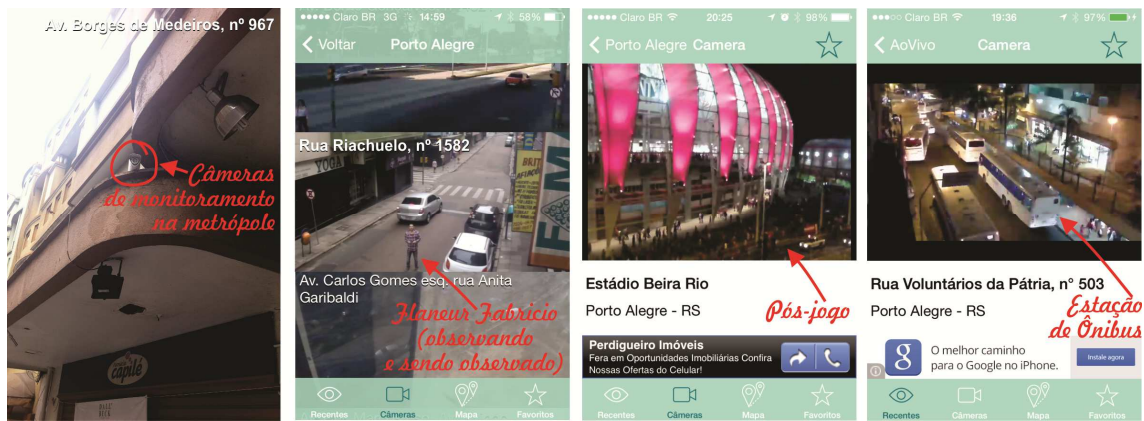 Av. Borges de Medeiros, nº 967
Câmeras
de monitoramento
na metrópole
capilé
Claro BR 3G 14:59 58%
Voltar Porto Alegre
Rua Riachuelo, nº 1582
YOGA
BRIT
Av. Carlos Gomes esq. rua Anita
Garibaldi
Flaneur Fabricio
(observando
e sendo observado)
Recentes Câmeras Mapa Favoritos
Claro BR 20:25 98%
Porto Alegre Camera
Estádio Beira Rio
Porto Alegre - RS
Pós-jogo
Perdigueiro Imóveis
Fera em Oportunidades Imobiliárias Confira
Nossas Ofertas do Celular!
Recentes Câmeras Mapa Favoritos
Claro BR 19:36 97%
AoVivo Camera
Rua Voluntários da Pátria, n° 503
Porto Alegre - RS
Estação
de Ônibus
g
O melhor caminho
para o Google no iPhone.
Instale agora
Recentes Câmeras Mapa Favoritos